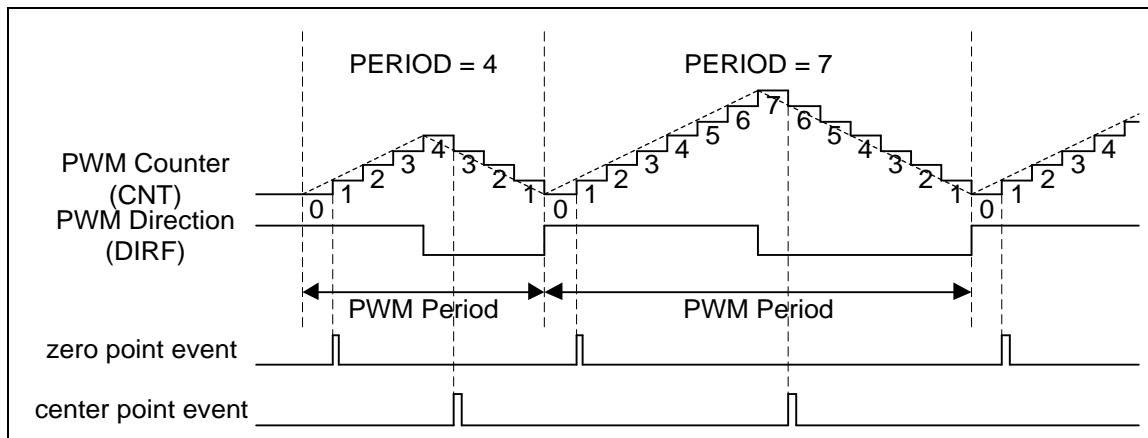 PERIOD = 4
PERIOD = 7
PWM Counter
(CNT)
0 1 2 3 4 3 2 1 0 1 2 3 4 5 6 7 6 5 4 3 2 1 0 1 2 3 4
PWM Direction
(DIRF)
PWM Period
PWM Period
zero point event
center point event